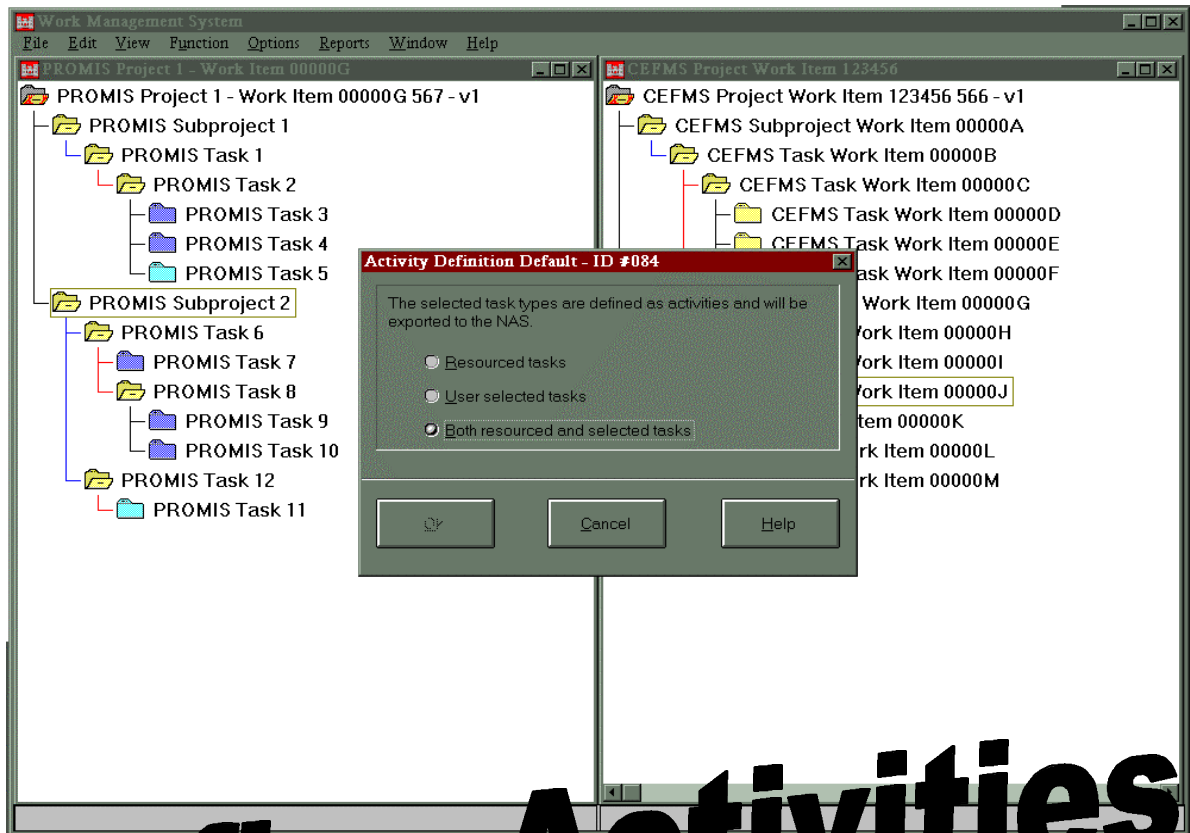 Work Management System
File Edit View Function Options Reports Window Help
PROMIS Project 1 - Work Item 00000G
PROMIS Project 1 - Work Item 00000G 567 - v1
PROMIS Subproject 1
PROMIS Task 1
PROMIS Task 2
PROMIS Task 3
PROMIS Task 4
PROMIS Task 5
PROMIS Subproject 2
PROMIS Task 6
PROMIS Task 7
PROMIS Task 8
PROMIS Task 9
PROMIS Task 10
PROMIS Task 12
PROMIS Task 11
CEFMS Project Work Item 123456
CEFMS Project Work Item 123456 566 - v1
CEFMS Subproject Work Item 00000A
CEFMS Task Work Item 00000B
CEFMS Task Work Item 00000C
CEFMS Task Work Item 00000D
CEFMS Task Work Item 00000E
ask Work Item 00000F
Work Item 00000G
Work Item 00000H
Work Item 00000I
Work Item 00000J
tem 00000K
rk Item 00000L
rk Item 00000M
Activity Definition Default - ID #084
The selected task types are defined as activities and will be
exported to the NAS.
Resourced tasks
User selected tasks
Both resourced and selected tasks
Ok
Cancel
Help
Activities